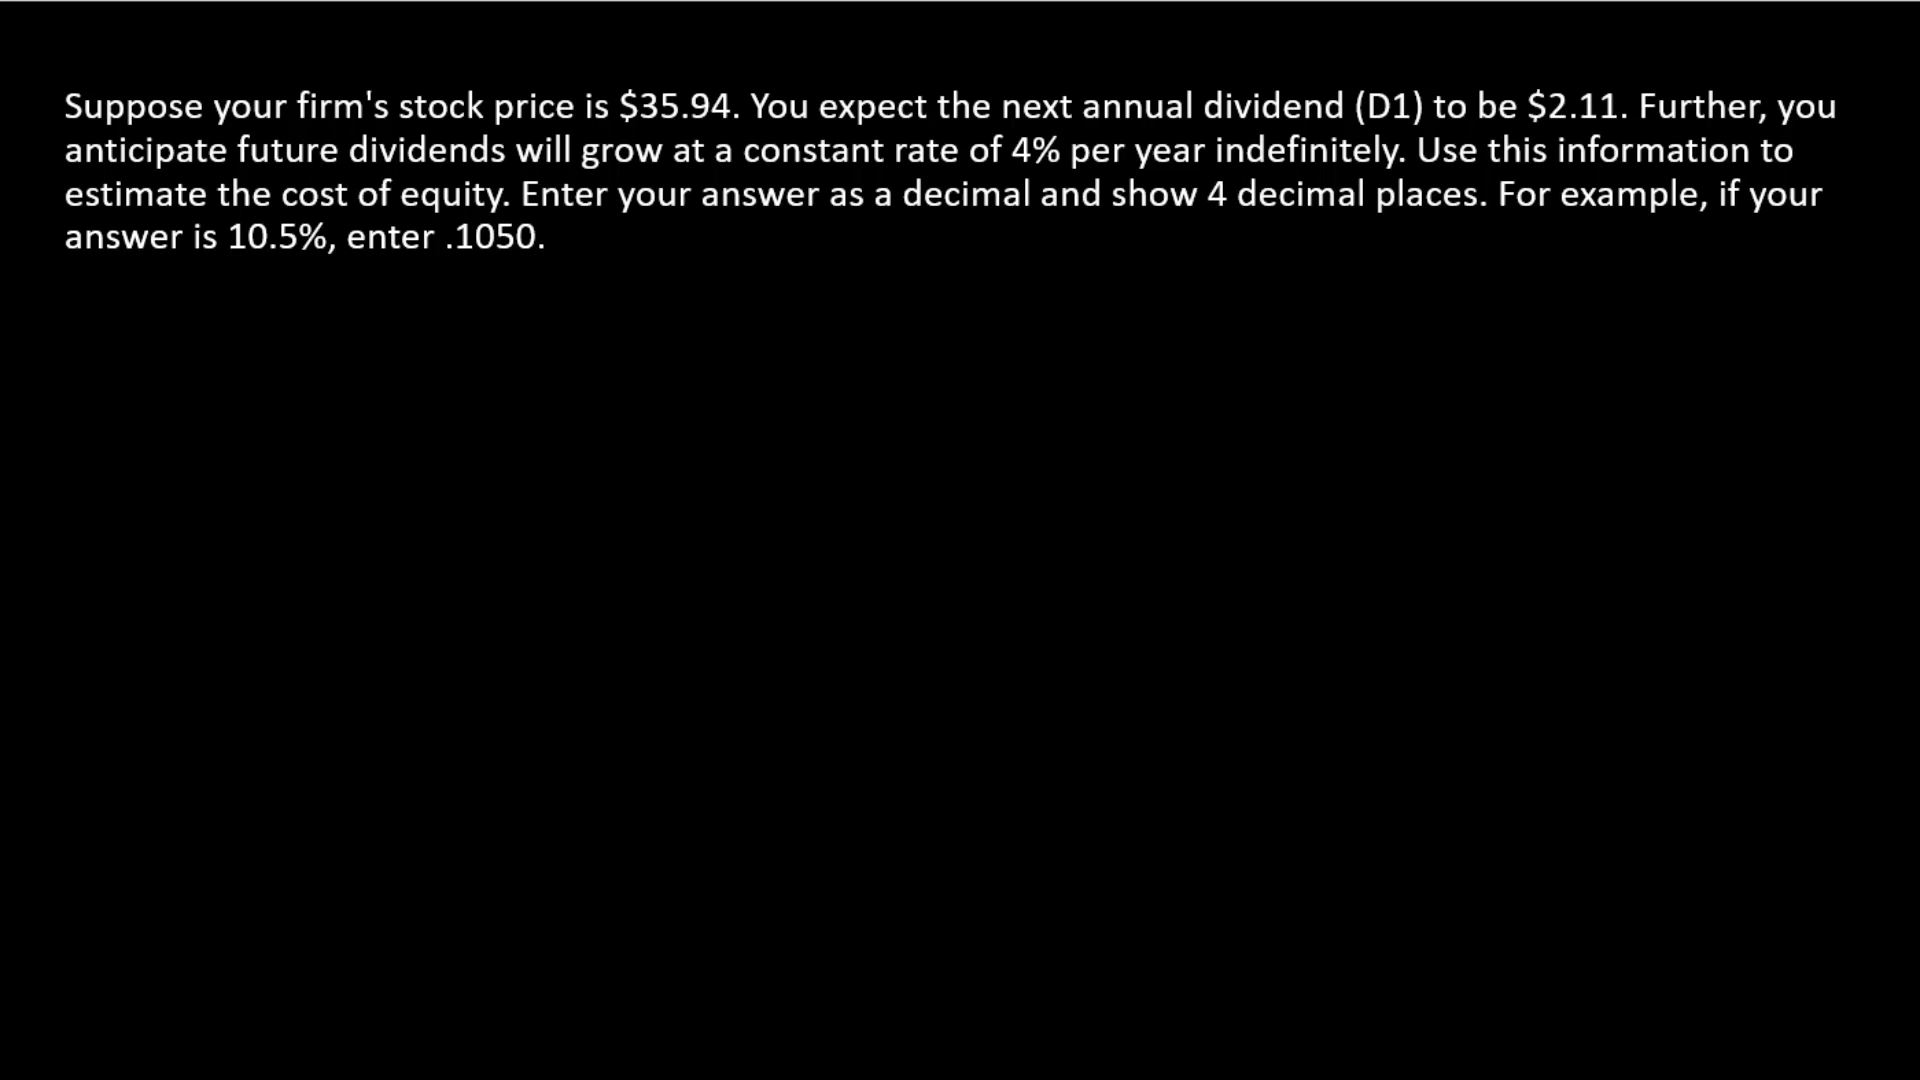 Suppose your firm's stock price is $35.94. You expect the next annual dividend (D1) to be $2.11. Further, you
anticipate future dividends will grow at a constant rate of 4% per year indefinitely. Use this information to
estimate the cost of equity. Enter your answer as a decimal and show 4 decimal places. For example, if your
answer is 10.5%, enter .1050.